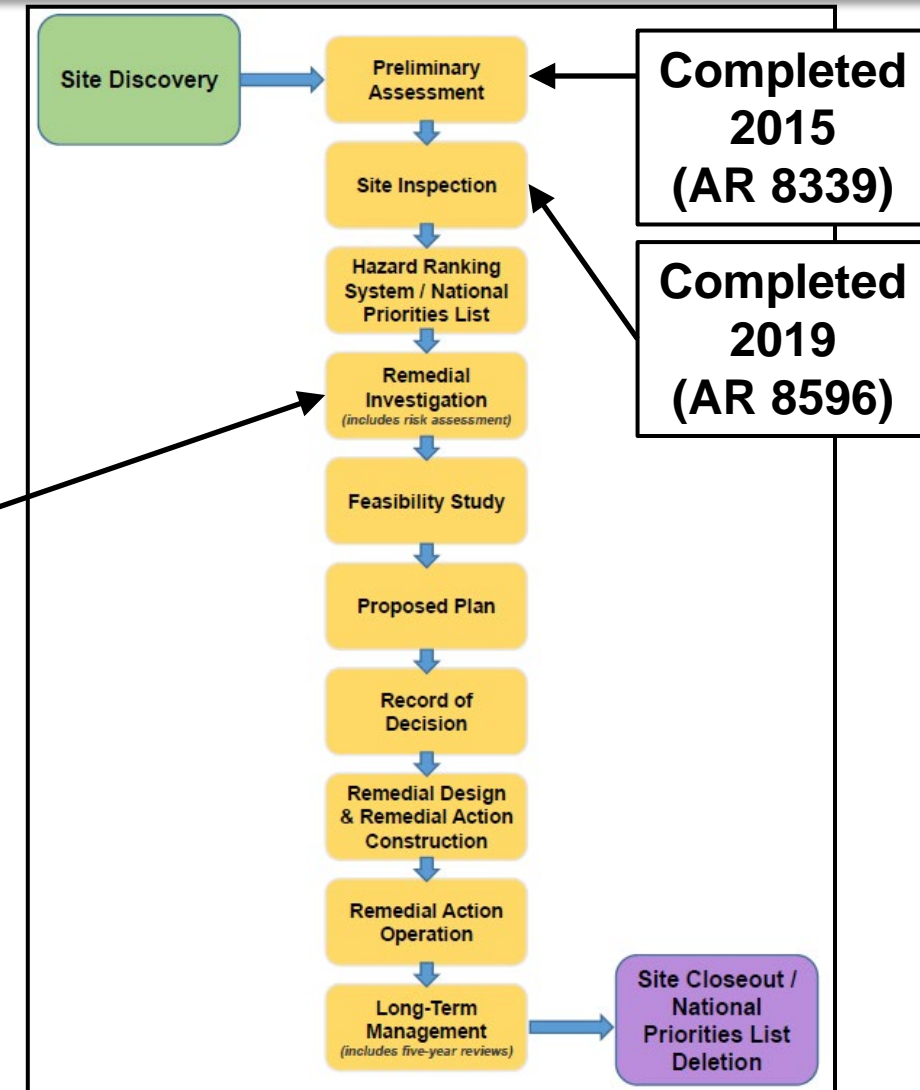 Site Discovery
Preliminary
Assessment
Completed
2015
(AR 8339)
Site Inspection
Completed
2019
(AR 8596)
Hazard Ranking
System / National
Priorities List
Remedial
Investigation
(includes risk assessment)
Feasibility Study
Proposed Plan
Record of
Decision
Remedial Design
& Remedial Action
Construction
Remedial Action
Operation
Long-Term
Management
(includes five-year reviews)
Site Closeout /
National
Priorities List
Deletion